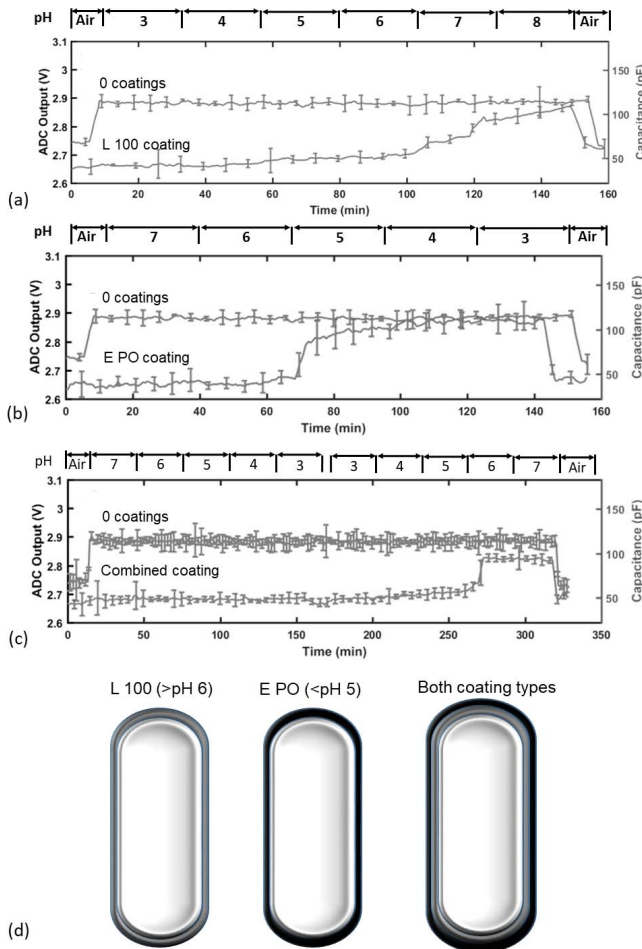 pH Air 3 4 5 6 7 8 Air
3.1
3
2.9
2.8
2.7
2.6
ADC Output (V)
0 coatings
L 100 coating
150
100
50
Capacitance (pF)
0 20 40 60 80 100 120 140 160
Time (min)
(a)
pH Air 7 6 5 4 3 Air
3.1
3
2.9
2.8
2.7
2.6
ADC Output (V)
0 coatings
E PO coating
150
100
50
Capacitance (pF)
0 20 40 60 80 100 120 140 160
Time (min)
(b)
pH Air 7 6 5 4 3 3 4 5 6 7 Air
3.1
3
2.9
2.8
2.7
2.6
ADC Output (V)
0 coatings
Combined coating
150
100
50
Capacitance (pF)
0 50 100 150 200 250 300 350
Time (min)
(c)
L 100 (>pH 6) E PO (<pH 5) Both coating types
(d)